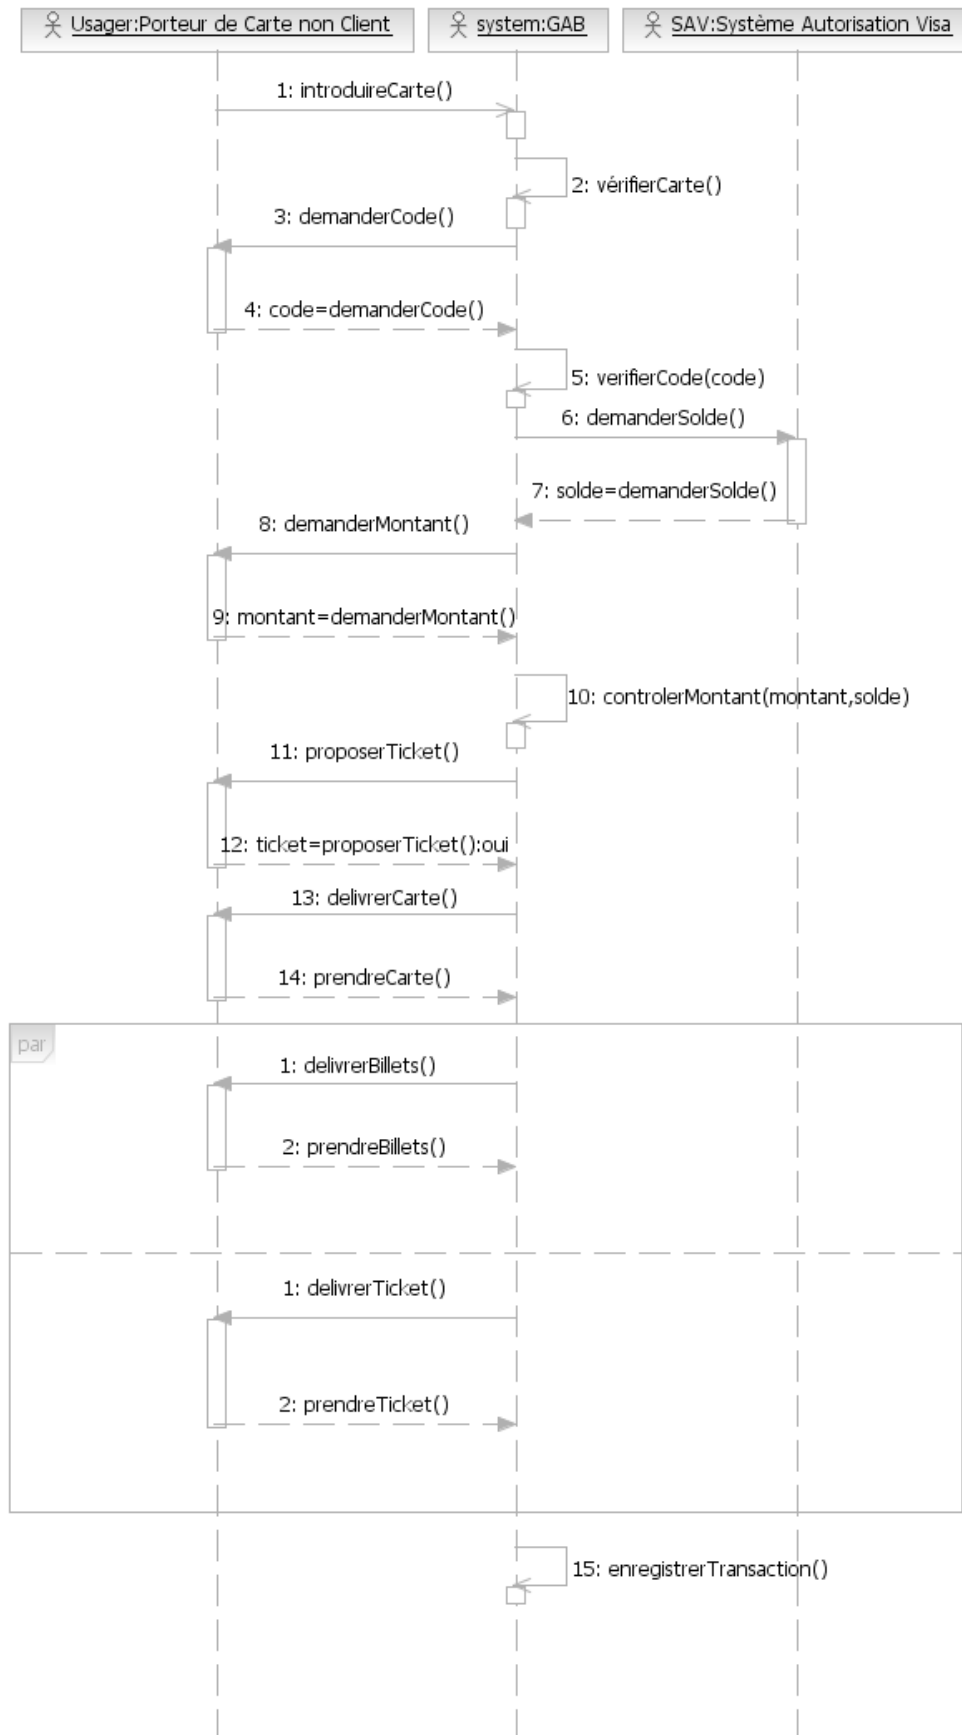 Usager:Porteur de Carte non Client
system:GAB
SAV:Système Autorisation Visa
1: introduireCarte()
2: vérifierCarte()
3: demanderCode()
4: code=demanderCode()
5: verifierCode(code)
6: demanderSolde()
7: solde=demanderSolde()
8: demanderMontant()
9: montant=demanderMontant()
10: controlerMontant(montant,solde)
11: proposerTicket()
12: ticket=proposerTicket():oui
13: delivrerCarte()
14: prendreCarte()
par
1: delivrerBillets()
2: prendreBillets()
1: delivrerTicket()
2: prendreTicket()
15: enregistrerTransaction()